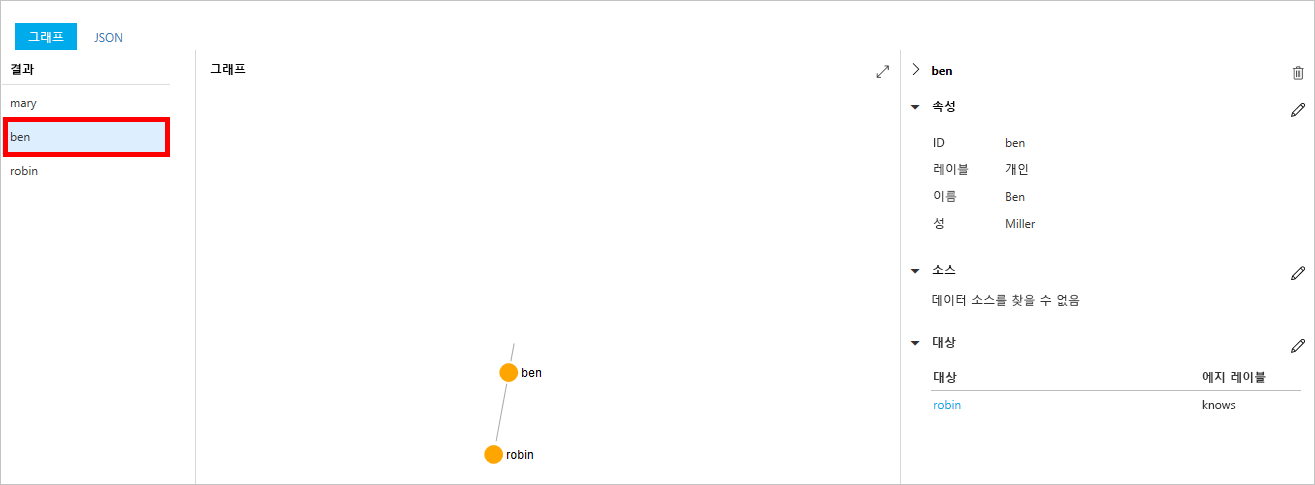 그래프 JSON
결과
mary
ben
robin
그래프
ben
robin
ben
속성
ID ben
레이블 개인
이름 Ben
성 Miller
소스
데이터 소스를 찾을 수 없음
대상
대상 에지 레이블
robin knows